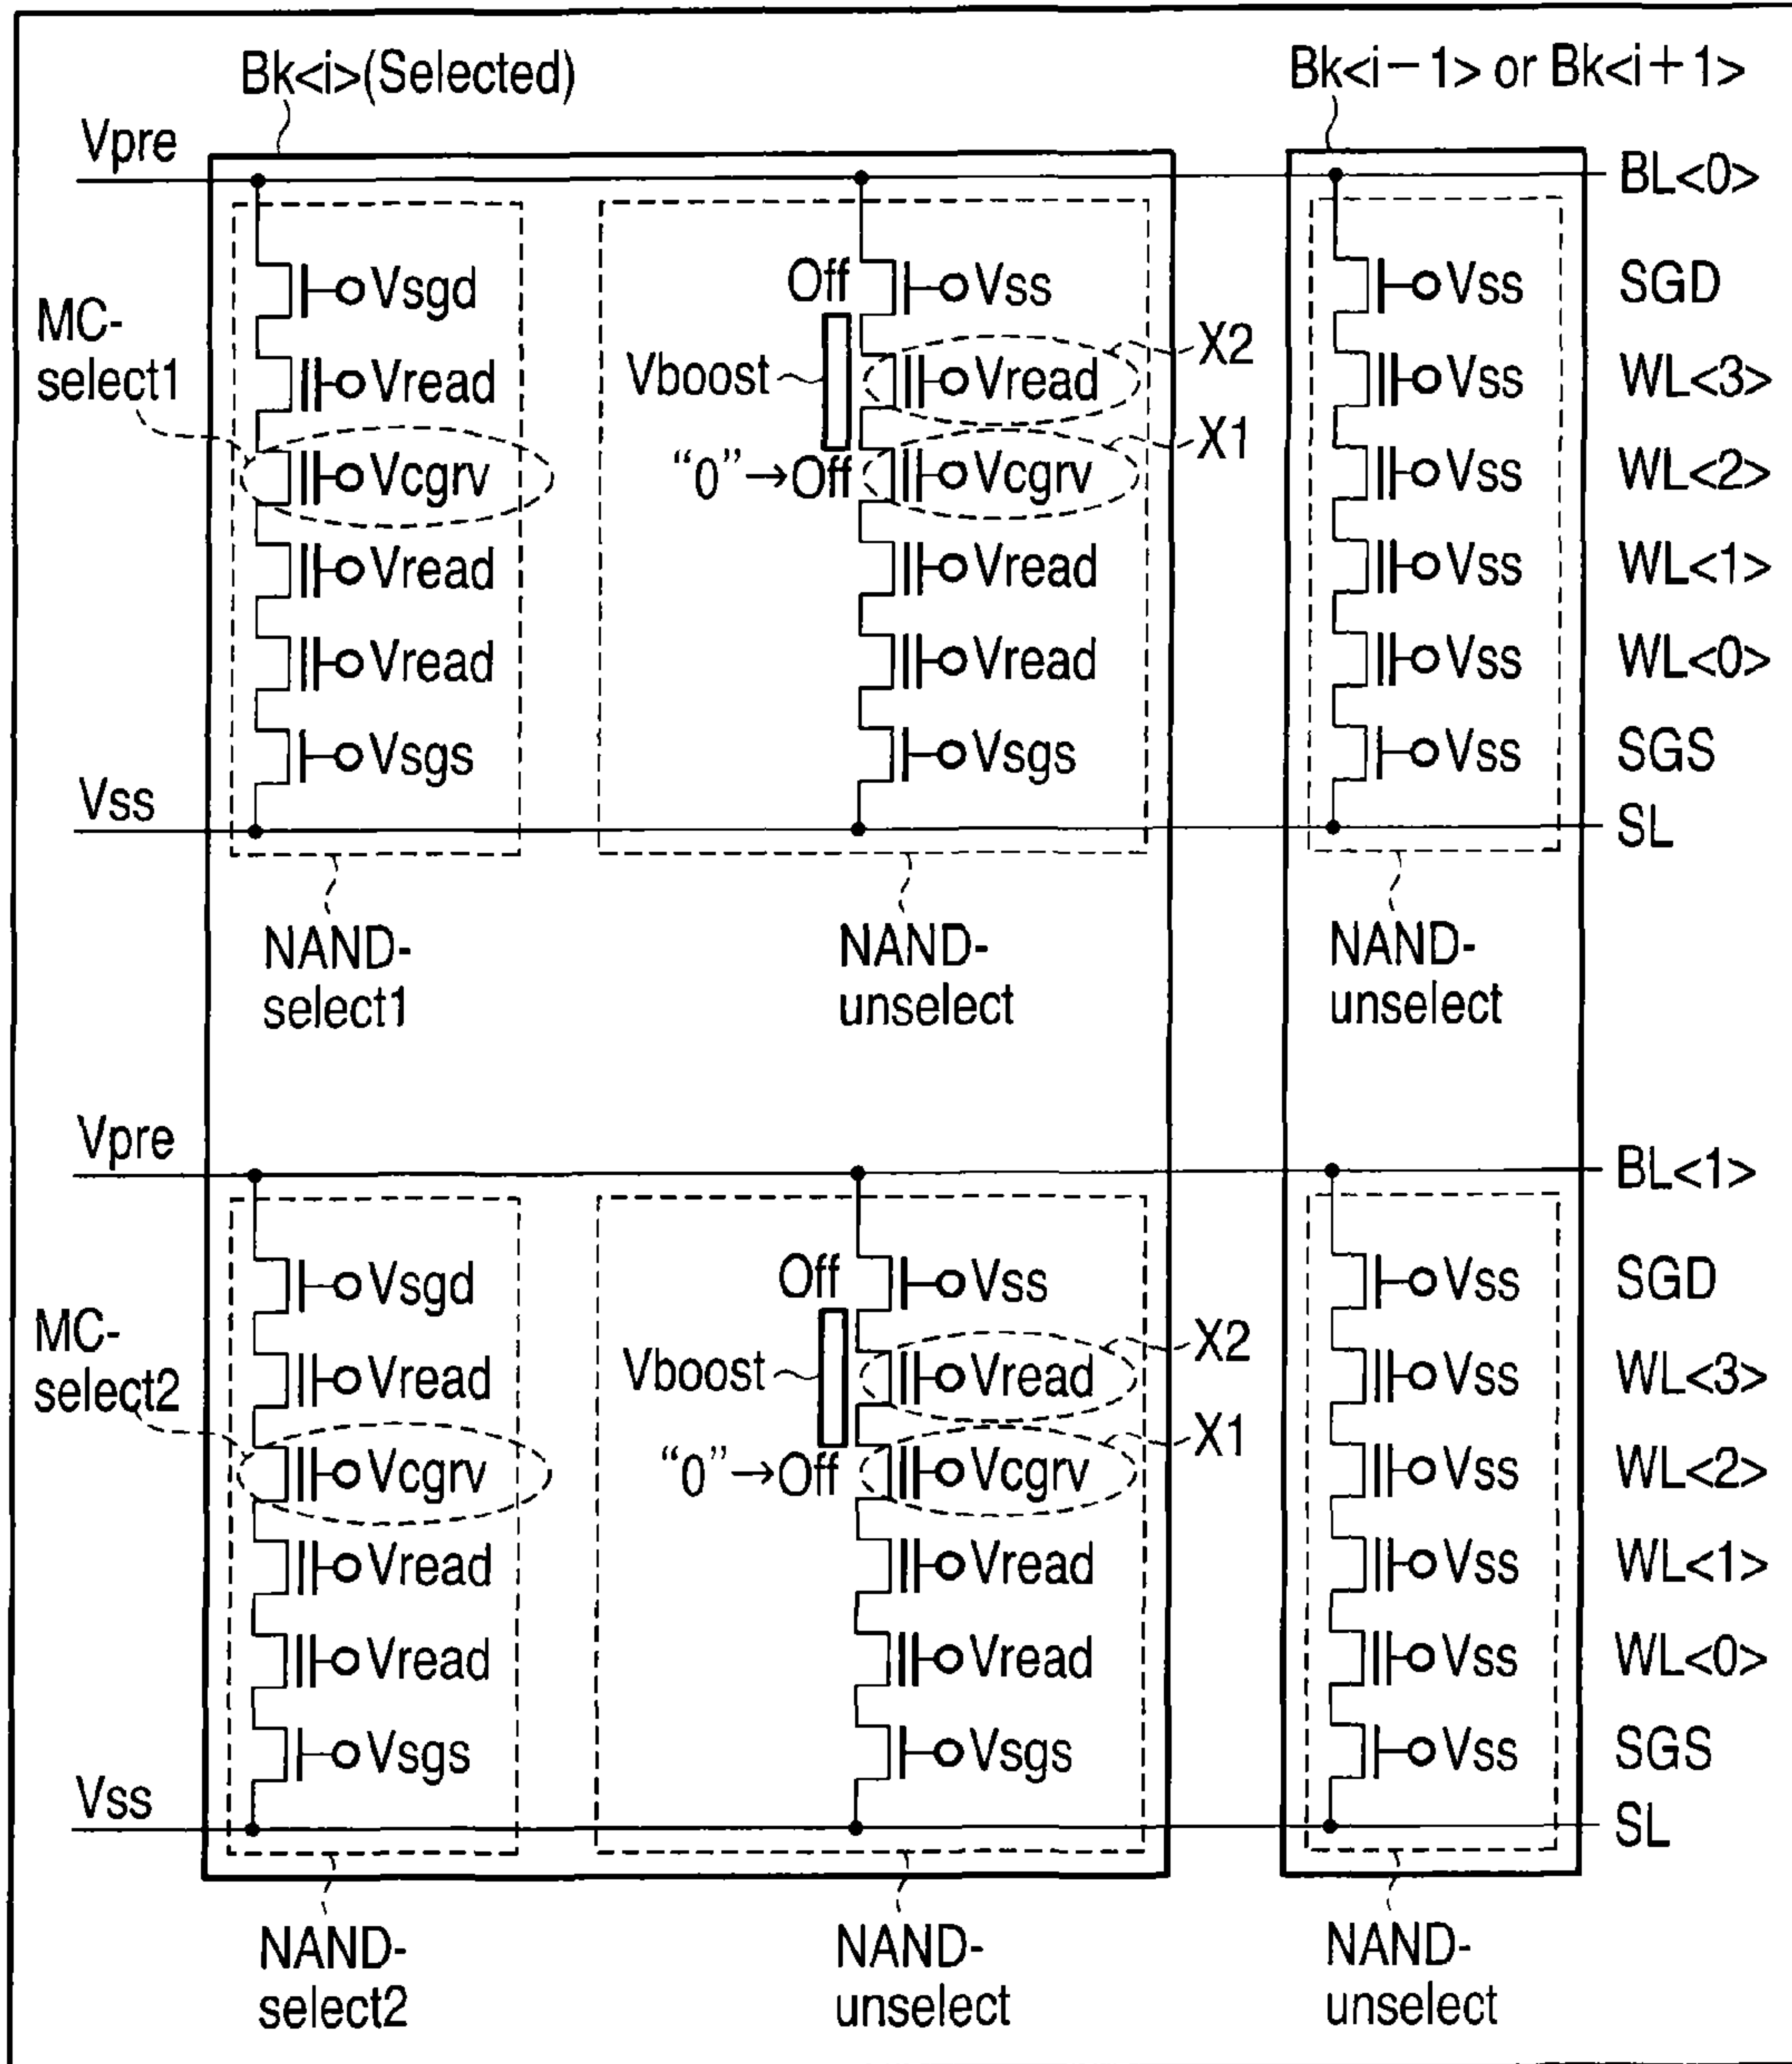 Bk<i>(Selected)
Bk<i−1> or Bk<i+1>
Vpre
BL<0>
Vsgd
Off
Vss
Vss
SGD
MC-
select1
Vread
Vboost
Vread
X2
Vss
WL<3>
Vcgrv
“0”→Off
Vcgrv
X1
Vss
WL<2>
Vread
Vread
Vss
WL<1>
Vread
Vread
Vss
WL<0>
Vsgs
Vsgs
Vss
SGS
Vss
SL
NAND-
select1
NAND-
unselect
NAND-
unselect
Vpre
BL<1>
Vsgd
Off
Vss
Vss
SGD
MC-
select2
Vread
Vboost
Vread
X2
Vss
WL<3>
Vcgrv
“0”→Off
Vcgrv
X1
Vss
WL<2>
Vread
Vread
Vss
WL<1>
Vread
Vread
Vss
WL<0>
Vsgs
Vsgs
Vss
SGS
Vss
SL
NAND-
select2
NAND-
unselect
NAND-
unselect